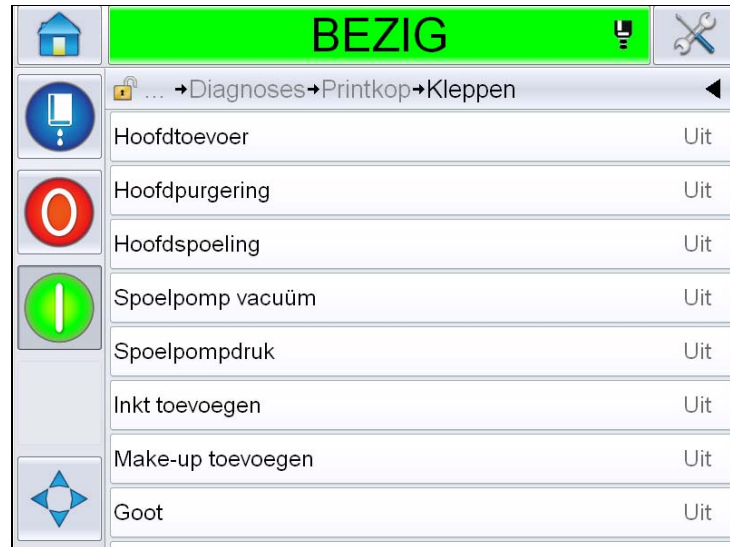 BEZIG
... →Diagnoses→Printkop→Kleppen
Hoofdtoevoer Uit
Hoofdpurgering Uit
Hoofdspoeling Uit
Spoelpomp vacuüm Uit
Spoelpompdruk Uit
Inkt toevoegen Uit
Make-up toevoegen Uit
Goot Uit